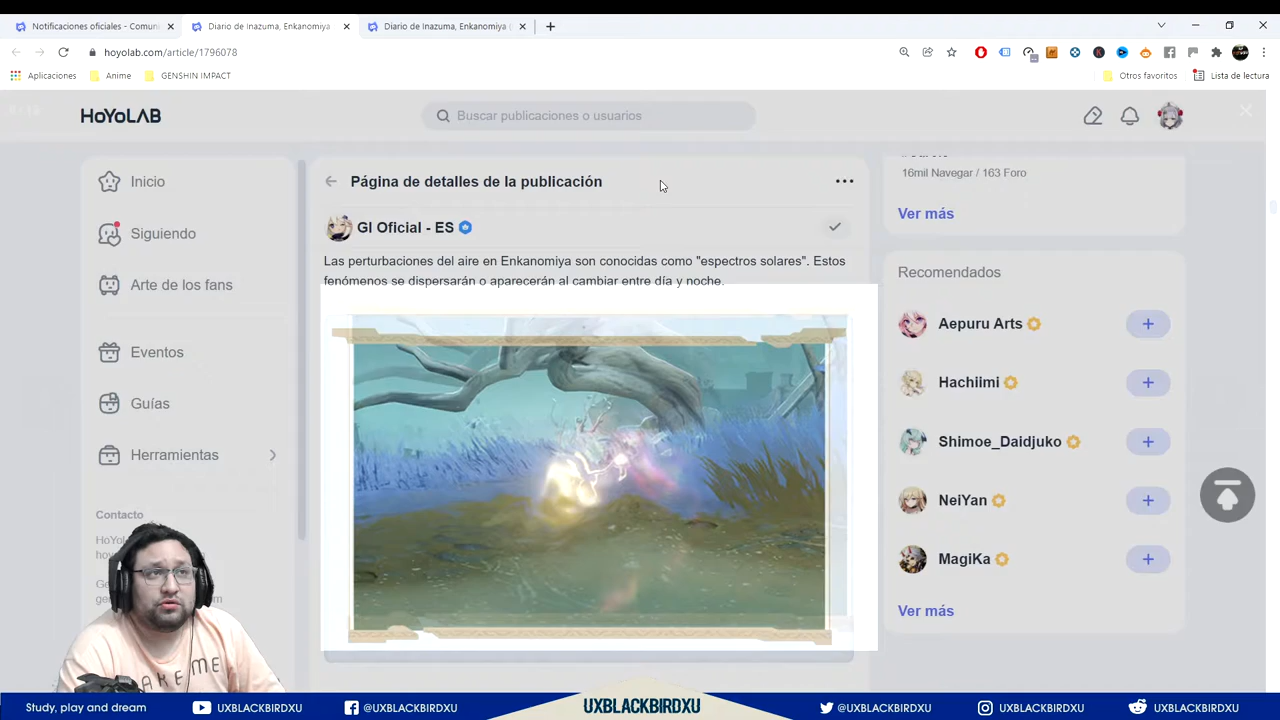 Notificaciones oficiales - Comun
Diario de Inazuma, Enkanomiya
Diario de Inazuma, Enkanomiya
hoyolab.com/article/1796078
Aplicaciones
Anime
GENSHIN IMPACT
Otros favoritos
Lista de lectura
HoYoLAB
Buscar publicaciones o usuarios
Inicio
Siguiendo
Arte de los fans
Eventos
Guías
Herramientas
Contacto
Página de detalles de la publicación
GI Oficial - ES
Las perturbaciones del aire en Enkanomiya son conocidas como "espectros solares". Estos
fenómenos se dispersarán o aparecerán al cambiar entre día y noche.
16mil Navegar / 163 Foro
Ver más
Recomendados
Aepuru Arts
Hachiimi
Shimoe_Daidjuko
NeiYan
MagiKa
Ver más
AKE ME
Study, play and dream
UXBLACKBIRDXU
@UXBLACKBIRDXU
UXBLACKBIRDXU
@UXBLACKBIRDXU
UXBLACKBIRDXU
UXBLACKBIRDXU